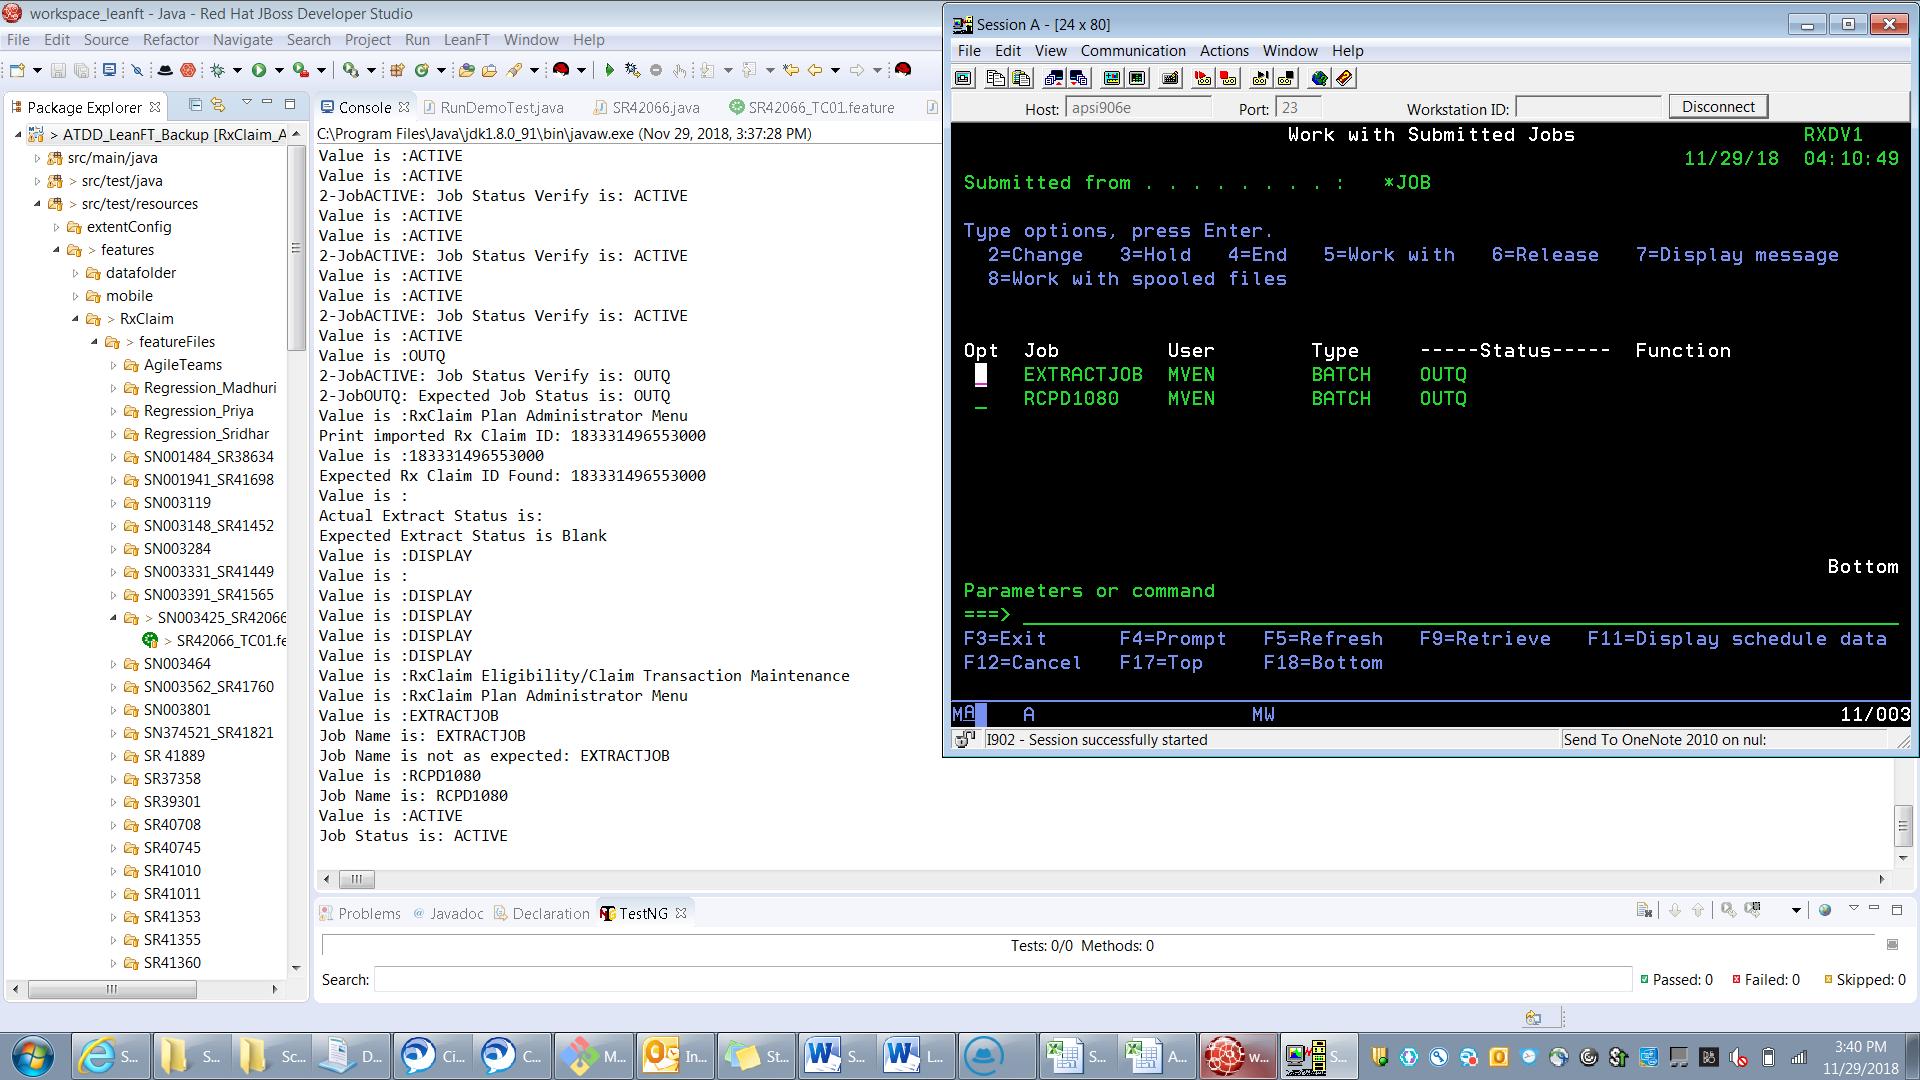 workspace_leanft - Java - Red Hat JBoss Developer Studio
File Edit Source Refactor Navigate Search Project Run LeanFT Window Help
Package Explorer
> ATDD_LeanFT_Backup [RxClaim_A
src/main/java
> src/test/java
> src/test/resources
extentConfig
> features
datafolder
mobile
> RxClaim
> featureFiles
AgileTeams
Regression_Madhuri
Regression_Priya
Regression_Sridhar
SN001484_SR38634
SN001941_SR41698
SN003119
SN003148_SR41452
SN003284
SN003331_SR41449
SN003391_SR41565
> SN003425_SR42066
> SR42066_TC01.fe
SN003464
SN003562_SR41760
SN003801
SN374521_SR41821
SR 41889
SR37358
SR39301
SR40708
SR40745
SR41010
SR41011
SR41353
SR41355
SR41360
Console RunDemoTest.java SR42066.java SR42066_TC01.feature
C:\Program Files\Java\jdk1.8.0_91\bin\javaw.exe (Nov 29, 2018, 3:37:28 PM)
Value is :ACTIVE
Value is :ACTIVE
2-JobACTIVE: Job Status Verify is: ACTIVE
Value is :ACTIVE
Value is :ACTIVE
2-JobACTIVE: Job Status Verify is: ACTIVE
Value is :ACTIVE
Value is :ACTIVE
2-JobACTIVE: Job Status Verify is: ACTIVE
Value is :ACTIVE
Value is :OUTQ
2-JobACTIVE: Job Status Verify is: OUTQ
2-JobOUTQ: Expected Job Status is: OUTQ
Value is :RxClaim Plan Administrator Menu
Print imported Rx Claim ID: 183331496553000
Value is :183331496553000
Expected Rx Claim ID Found: 183331496553000
Value is :
Actual Extract Status is:
Expected Extract Status is Blank
Value is :DISPLAY
Value is :
Value is :DISPLAY
Value is :DISPLAY
Value is :DISPLAY
Value is :DISPLAY
Value is :RxClaim Eligibility/Claim Transaction Maintenance
Value is :RxClaim Plan Administrator Menu
Value is :EXTRACTJOB
Job Name is: EXTRACTJOB
Job Name is not as expected: EXTRACTJOB
Value is :RCPD1080
Job Name is: RCPD1080
Value is :ACTIVE
Job Status is: ACTIVE
Problems @ Javadoc Declaration TestNG
Tests: 0/0 Methods: 0
Search: Passed: 0 Failed: 0 Skipped: 0
Session A - [24 x 80]
File Edit View Communication Actions Window Help
Host: apsi906e Port: 23 Workstation ID: Disconnect
Work with Submitted Jobs RXDV1
11/29/18 04:10:49
Submitted from . . . . . . . . : *JOB
Type options, press Enter.
2=Change 3=Hold 4=End 5=Work with 6=Release 7=Display message
8=Work with spooled files
Opt Job User Type -----Status----- Function
_ EXTRACTJOB MVEN BATCH OUTQ
_ RCPD1080 MVEN BATCH OUTQ
Bottom
Parameters or command
===>
F3=Exit F4=Prompt F5=Refresh F9=Retrieve F11=Display schedule data
F12=Cancel F17=Top F18=Bottom
MA A MW 11/003
I902 - Session successfully started Send To OneNote 2010 on nul:
S... S... Sc... D... Ci... C... M... In... St... S... L... S... A... w... S...
3:40 PM
11/29/2018